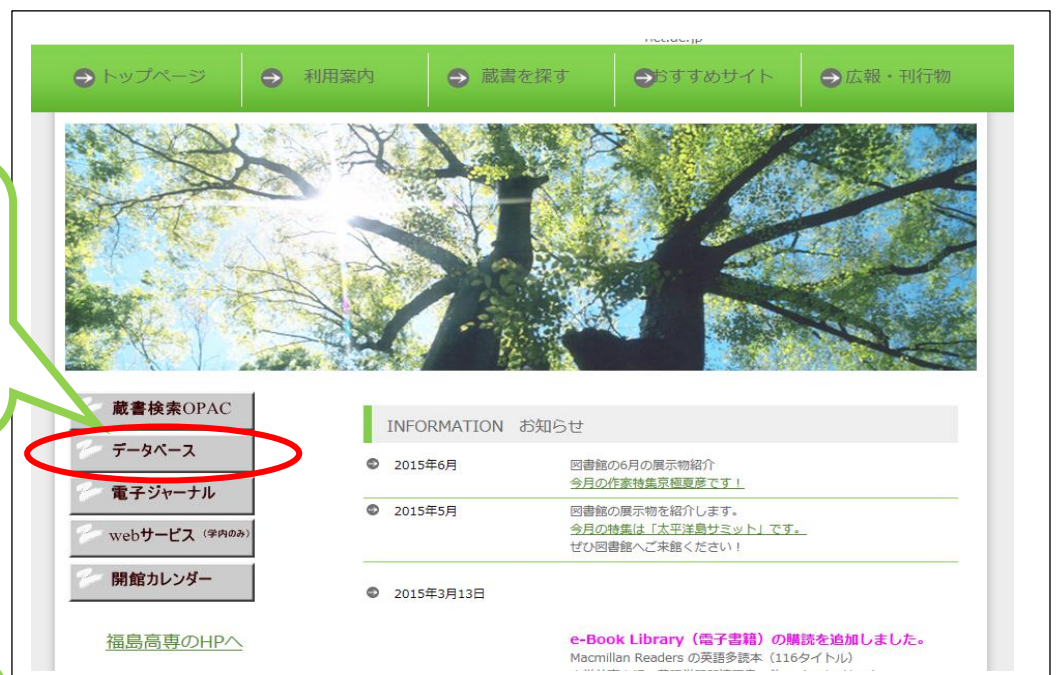 トップページ 利用案内 蔵書を探す おすすめサイト 広報・刊行物
蔵書検索OPAC
データベース
電子ジャーナル
webサービス（学内のみ）
開館カレンダー
福島高専のHPへ
INFORMATION お知らせ
2015年6月 図書館の6月の展示物紹介
今月の作家特集京極夏彦です！
2015年5月 図書館の展示物を紹介します。
今月の特集は「太平洋島サミット」です。
ぜひ図書館へご来館ください！
2015年3月13日
e-Book Library（電子書籍）の購読を追加しました。
Macmillan Readers の英語多読本（116タイトル）